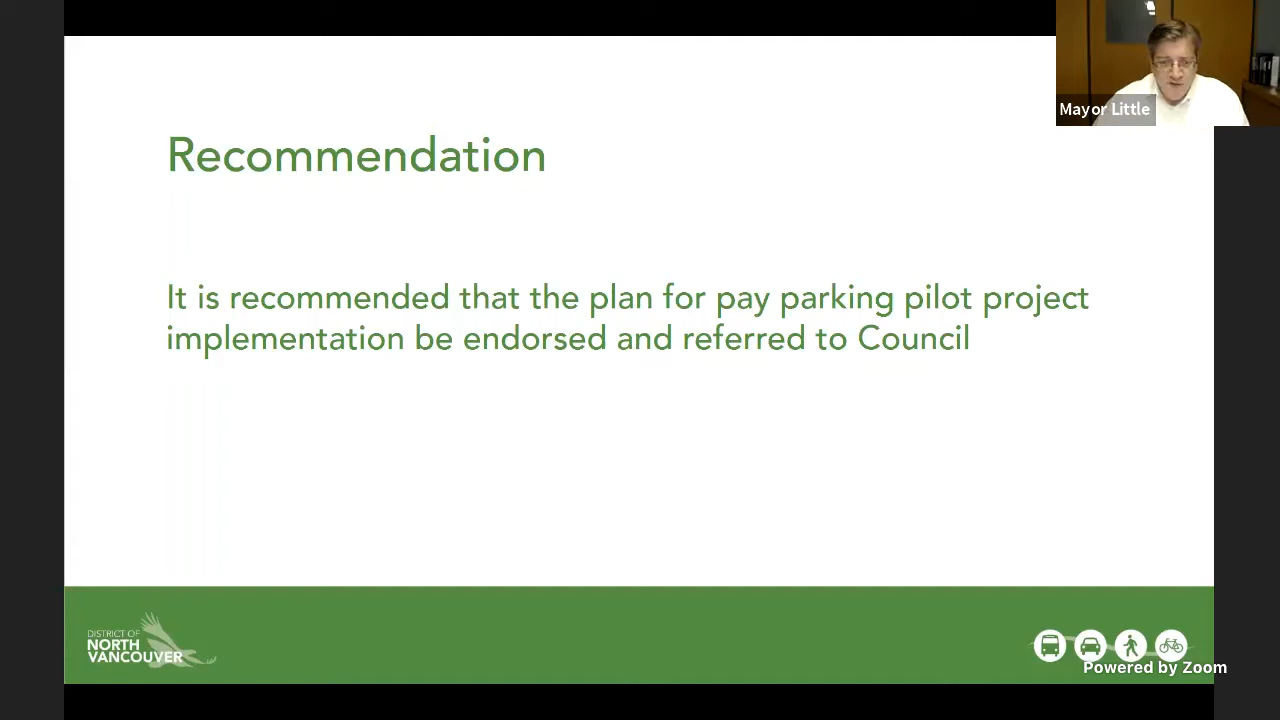 Mayor Little
Recommendation
It is recommended that the plan for pay parking pilot project
implementation be endorsed and referred to Council
DISTRICT OF
NORTH
VANCOUVER
Powered by Zoom